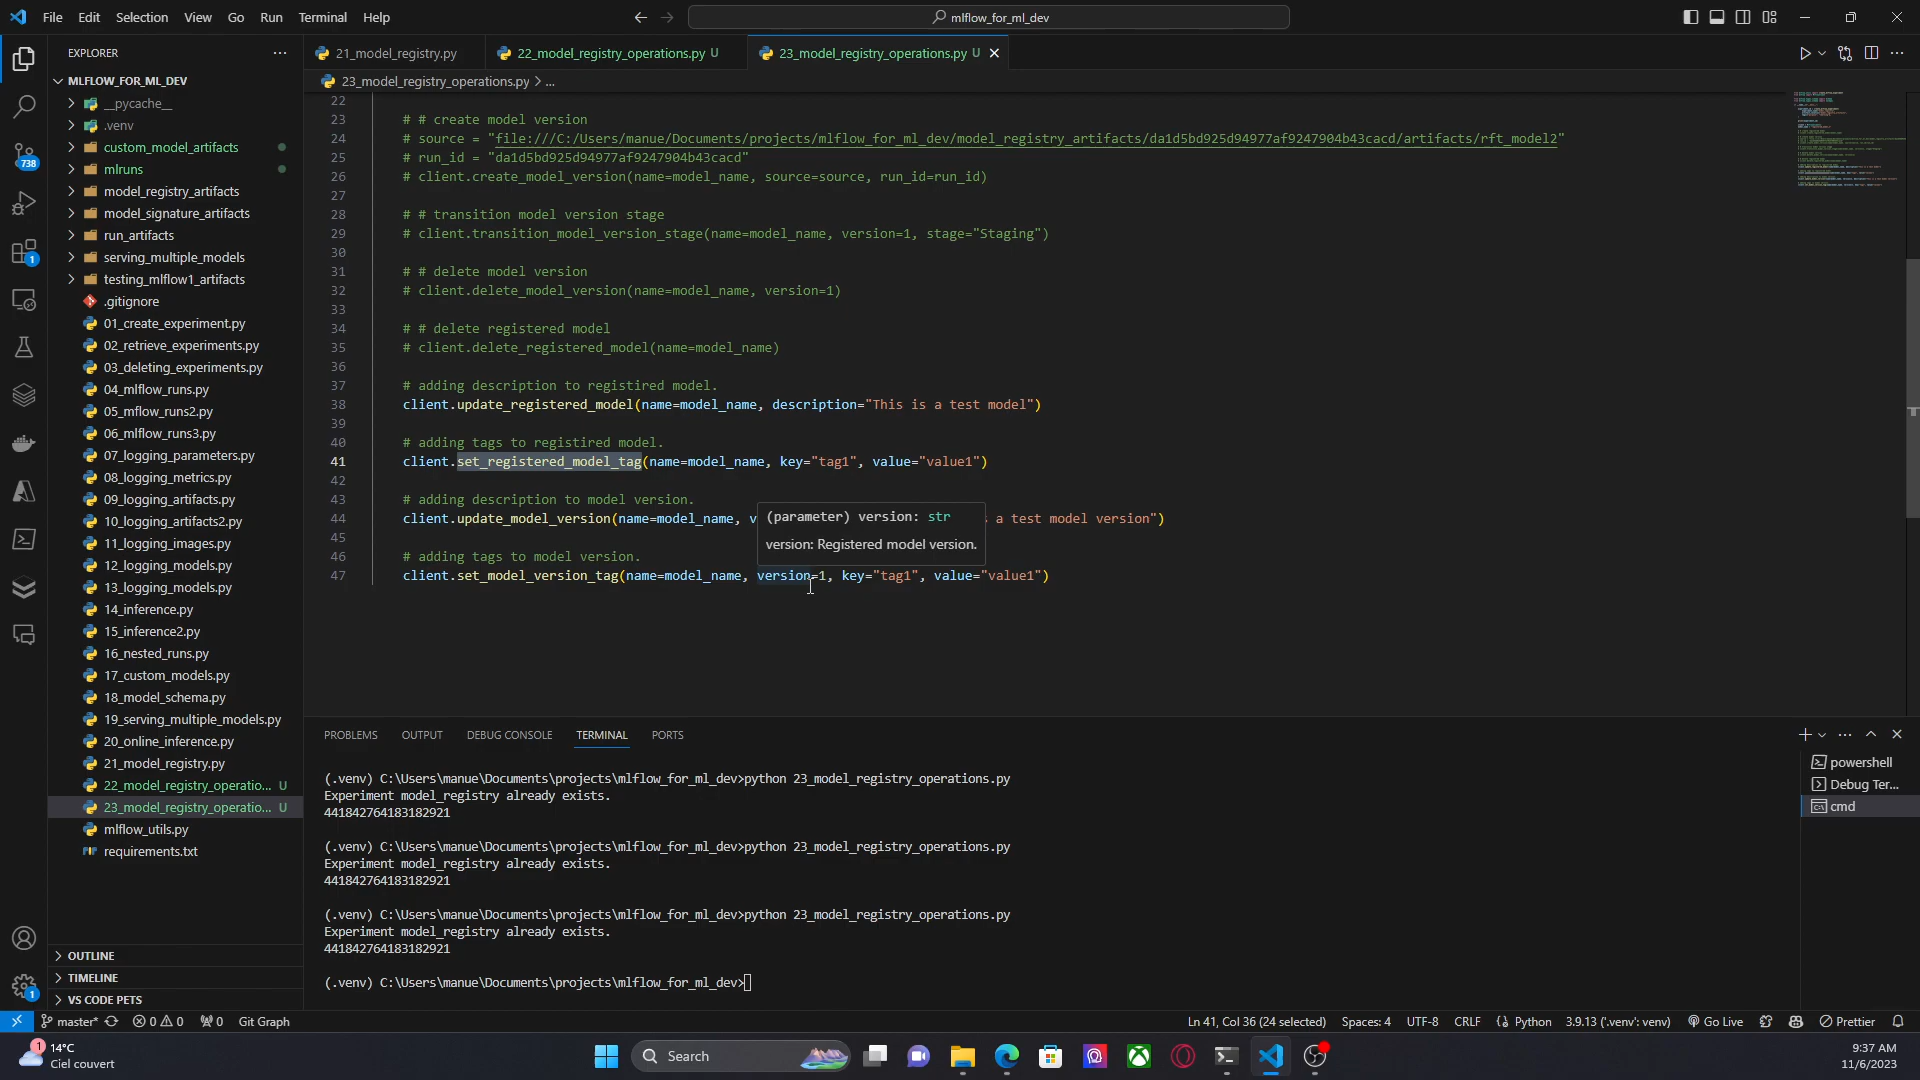 File Edit Selection View Go Run Terminal Help
mlflow_for_ml_dev
EXPLORER
21_model_registry.py
22_model_registry_operations.py U
23_model_registry_operations.py U
MLFLOW_FOR_ML_DEV
23_model_registry_operations.py > ...
__pycache__
.venv
custom_model_artifacts
mlruns
model_registry_artifacts
model_signature_artifacts
run_artifacts
serving_multiple_models
testing_mlflow1_artifacts
.gitignore
01_create_experiment.py
02_retrieve_experiments.py
03_deleting_experiments.py
04_mlflow_runs.py
05_mflow_runs2.py
06_mlflow_runs3.py
07_logging_parameters.py
08_logging_metrics.py
09_logging_artifacts.py
10_logging_artifacts2.py
11_logging_images.py
12_logging_models.py
13_logging_models.py
14_inference.py
15_inference2.py
16_nested_runs.py
17_custom_models.py
18_model_schema.py
19_serving_multiple_models.py
20_online_inference.py
21_model_registry.py
22_model_registry_operatio... U
23_model_registry_operatio... U
mlflow_utils.py
requirements.txt
OUTLINE
TIMELINE
VS CODE PETS
738
1
1
22
23 # # create model version
24 # source = "file:///C:/Users/manue/Documents/projects/mlflow_for_ml_dev/model_registry_artifacts/da1d5bd925d94977af9247904b43cacd/artifacts/rft_model2"
25 # run_id = "da1d5bd925d94977af9247904b43cacd"
26 # client.create_model_version(name=model_name, source=source, run_id=run_id)
27
28 # # transition model version stage
29 # client.transition_model_version_stage(name=model_name, version=1, stage="Staging")
30
31 # # delete model version
32 # client.delete_model_version(name=model_name, version=1)
33
34 # # delete registered model
35 # client.delete_registered_model(name=model_name)
36
37 # adding description to registired model.
38 client.update_registered_model(name=model_name, description="This is a test model")
39
40 # adding tags to registired model.
41 client.set_registered_model_tag(name=model_name, key="tag1", value="value1")
42
43 # adding description to model version.
44 client.update_model_version(name=model_name, v a test model version")
(parameter) version: str
version: Registered model version.
45
46 # adding tags to model version.
47 client.set_model_version_tag(name=model_name, version=1, key="tag1", value="value1")
PROBLEMS OUTPUT DEBUG CONSOLE TERMINAL PORTS
(.venv) C:\Users\manue\Documents\projects\mlflow_for_ml_dev>python 23_model_registry_operations.py
Experiment model_registry already exists.
441842764183182921
(.venv) C:\Users\manue\Documents\projects\mlflow_for_ml_dev>python 23_model_registry_operations.py
Experiment model_registry already exists.
441842764183182921
(.venv) C:\Users\manue\Documents\projects\mlflow_for_ml_dev>python 23_model_registry_operations.py
Experiment model_registry already exists.
441842764183182921
(.venv) C:\Users\manue\Documents\projects\mlflow_for_ml_dev>
powershell
Debug Ter...
cmd
master* 0 0 0 Git Graph
Ln 41, Col 36 (24 selected) Spaces: 4 UTF-8 CRLF Python 3.9.13 ('.venv': venv) Go Live Prettier
1
14°C
Ciel couvert
Search
9:37 AM
11/6/2023